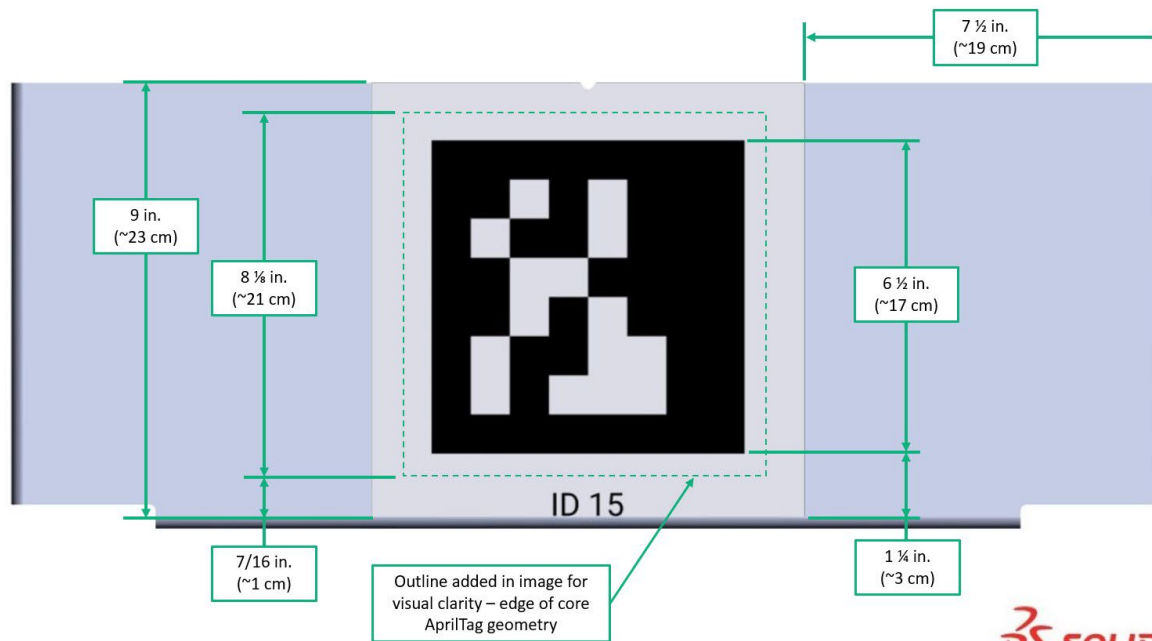 7 ½ in.
(~19 cm)
9 in.
(~23 cm)
8 ⅛ in.
(~21 cm)
6 ½ in.
(~17 cm)
ID 15
7/16 in.
(~1 cm)
1 ¼ in.
(~3 cm)
Outline added in image for
visual clarity – edge of core
AprilTag geometry